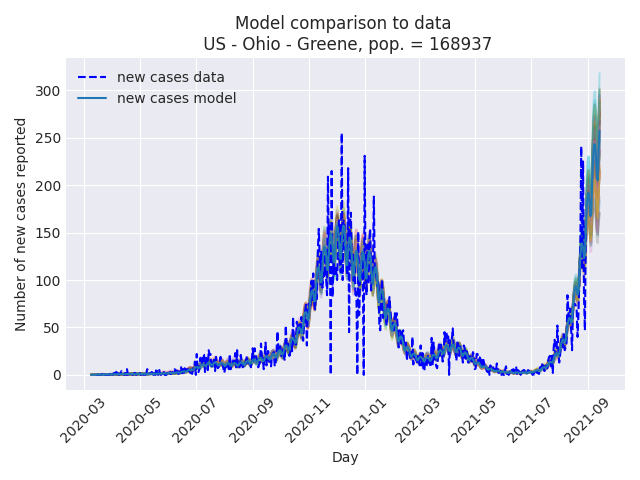 Model comparison to data
US - Ohio - Greene, pop. = 168937
new cases data
new cases model
Number of new cases reported
300
250
200
150
100
50
0
2020-03
2020-05
2020-07
2020-09
2020-11
2021-01
2021-03
2021-05
2021-07
2021-09
Day